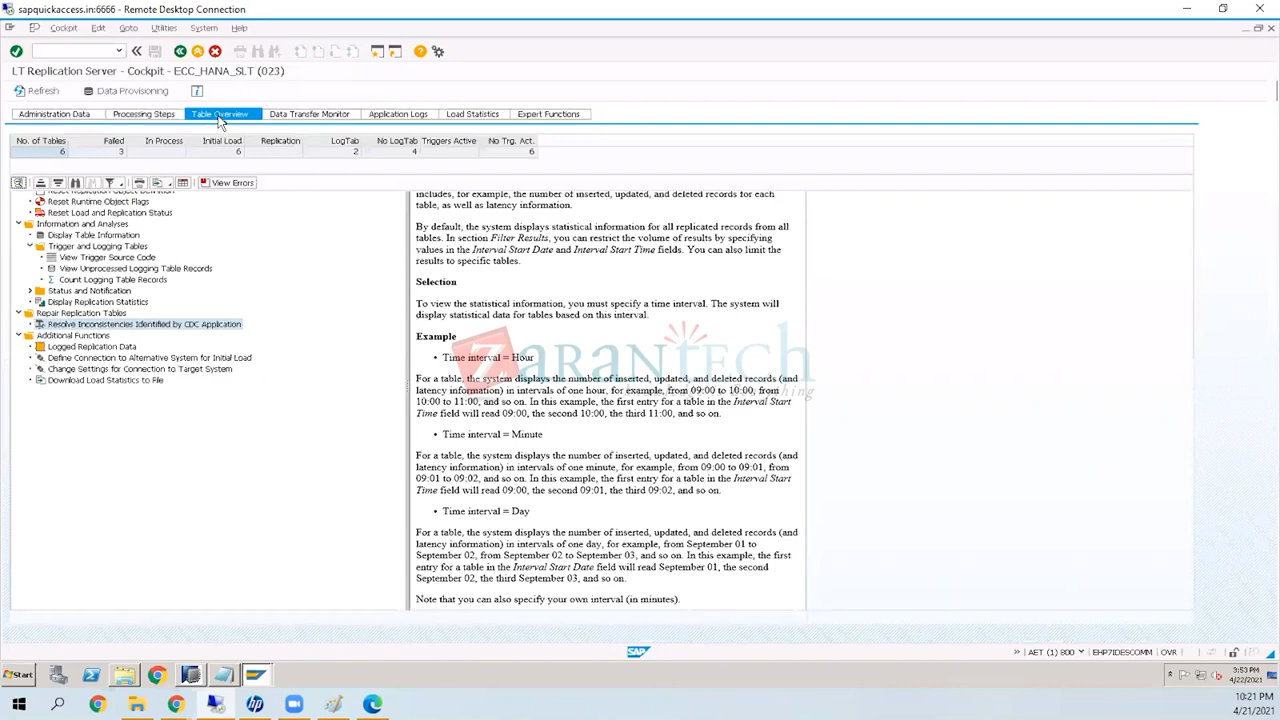 sapquickaccess.in:6666 - Remote Desktop Connection
Cockpit Edit Goto Utilities System Help
LT Replication Server - Cockpit - ECC_HANA_SLT (023)
Refresh Data Provisioning
Administration Data Processing Steps Table Overview Data Transfer Monitor Application Logs Load Statistics Expert Functions
No. of Tables Failed In Process Initial Load Replication LogTab No LogTab Triggers Active No Trg. Act.
6 3 6 2 4 6
View Errors
Reset Replication Object Definition
Reset Runtime Object Flags
Reset Load and Replication Status
Information and Analyses
Display Table Information
Trigger and Logging Tables
View Trigger Source Code
View Unprocessed Logging Table Records
Count Logging Table Records
Status and Notification
Display Replication Statistics
Repair Replication Tables
Resolve Inconsistencies Identified by CDC Application
Additional Functions
Logged Replication Data
Define Connection to Alternative System for Initial Load
Change Settings for Connection to Target System
Download Load Statistics to File
includes, for example, the number of inserted, updated, and deleted records for each
table, as well as latency information.
By default, the system displays statistical information for all replicated records from all
tables. In section Filter Results, you can restrict the volume of results by specifying
values in the Interval Start Date and Interval Start Time fields. You can also limit the
results to specific tables.
Selection
To view the statistical information, you must specify a time interval. The system will
display statistical data for tables based on this interval.
Example
• Time interval = Hour
For a table, the system displays the number of inserted, updated, and deleted records (and
latency information) in intervals of one hour, for example, from 09:00 to 10:00, from
10:00 to 11:00, and so on. In this example, the first entry for a table in the Interval Start
Time field will read 09:00, the second 10:00, the third 11:00, and so on.
• Time interval = Minute
For a table, the system displays the number of inserted, updated, and deleted records (and
latency information) in intervals of one minute, for example, from 09:00 to 09:01, from
09:01 to 09:02, and so on. In this example, the first entry for a table in the Interval Start
Time field will read 09:00, the second 09:01, the third 09:02, and so on.
• Time interval = Day
For a table, the system displays the number of inserted, updated, and deleted records (and
latency information) in intervals of one day, for example, from September 01 to
September 02, from September 02 to September 03, and so on. In this example, the first
entry for a table in the Interval Start Date field will read September 01, the second
September 02, the third September 03, and so on.
Note that you can also specify your own interval (in minutes).
ZaranTech
SAP
AET (1) 800 EHP7IDESCOMM OVR
Start
9:53 PM
4/22/2021
10:21 PM
4/21/2021